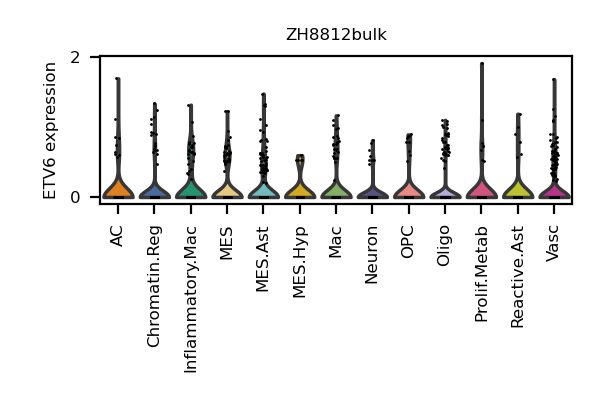 ZH8812bulk
ETV6 expression
2
0
AC
Chromatin.Reg
Inflammatory.Mac
MES
MES.Ast
MES.Hyp
Mac
Neuron
OPC
Oligo
Prolif.Metab
Reactive.Ast
Vasc